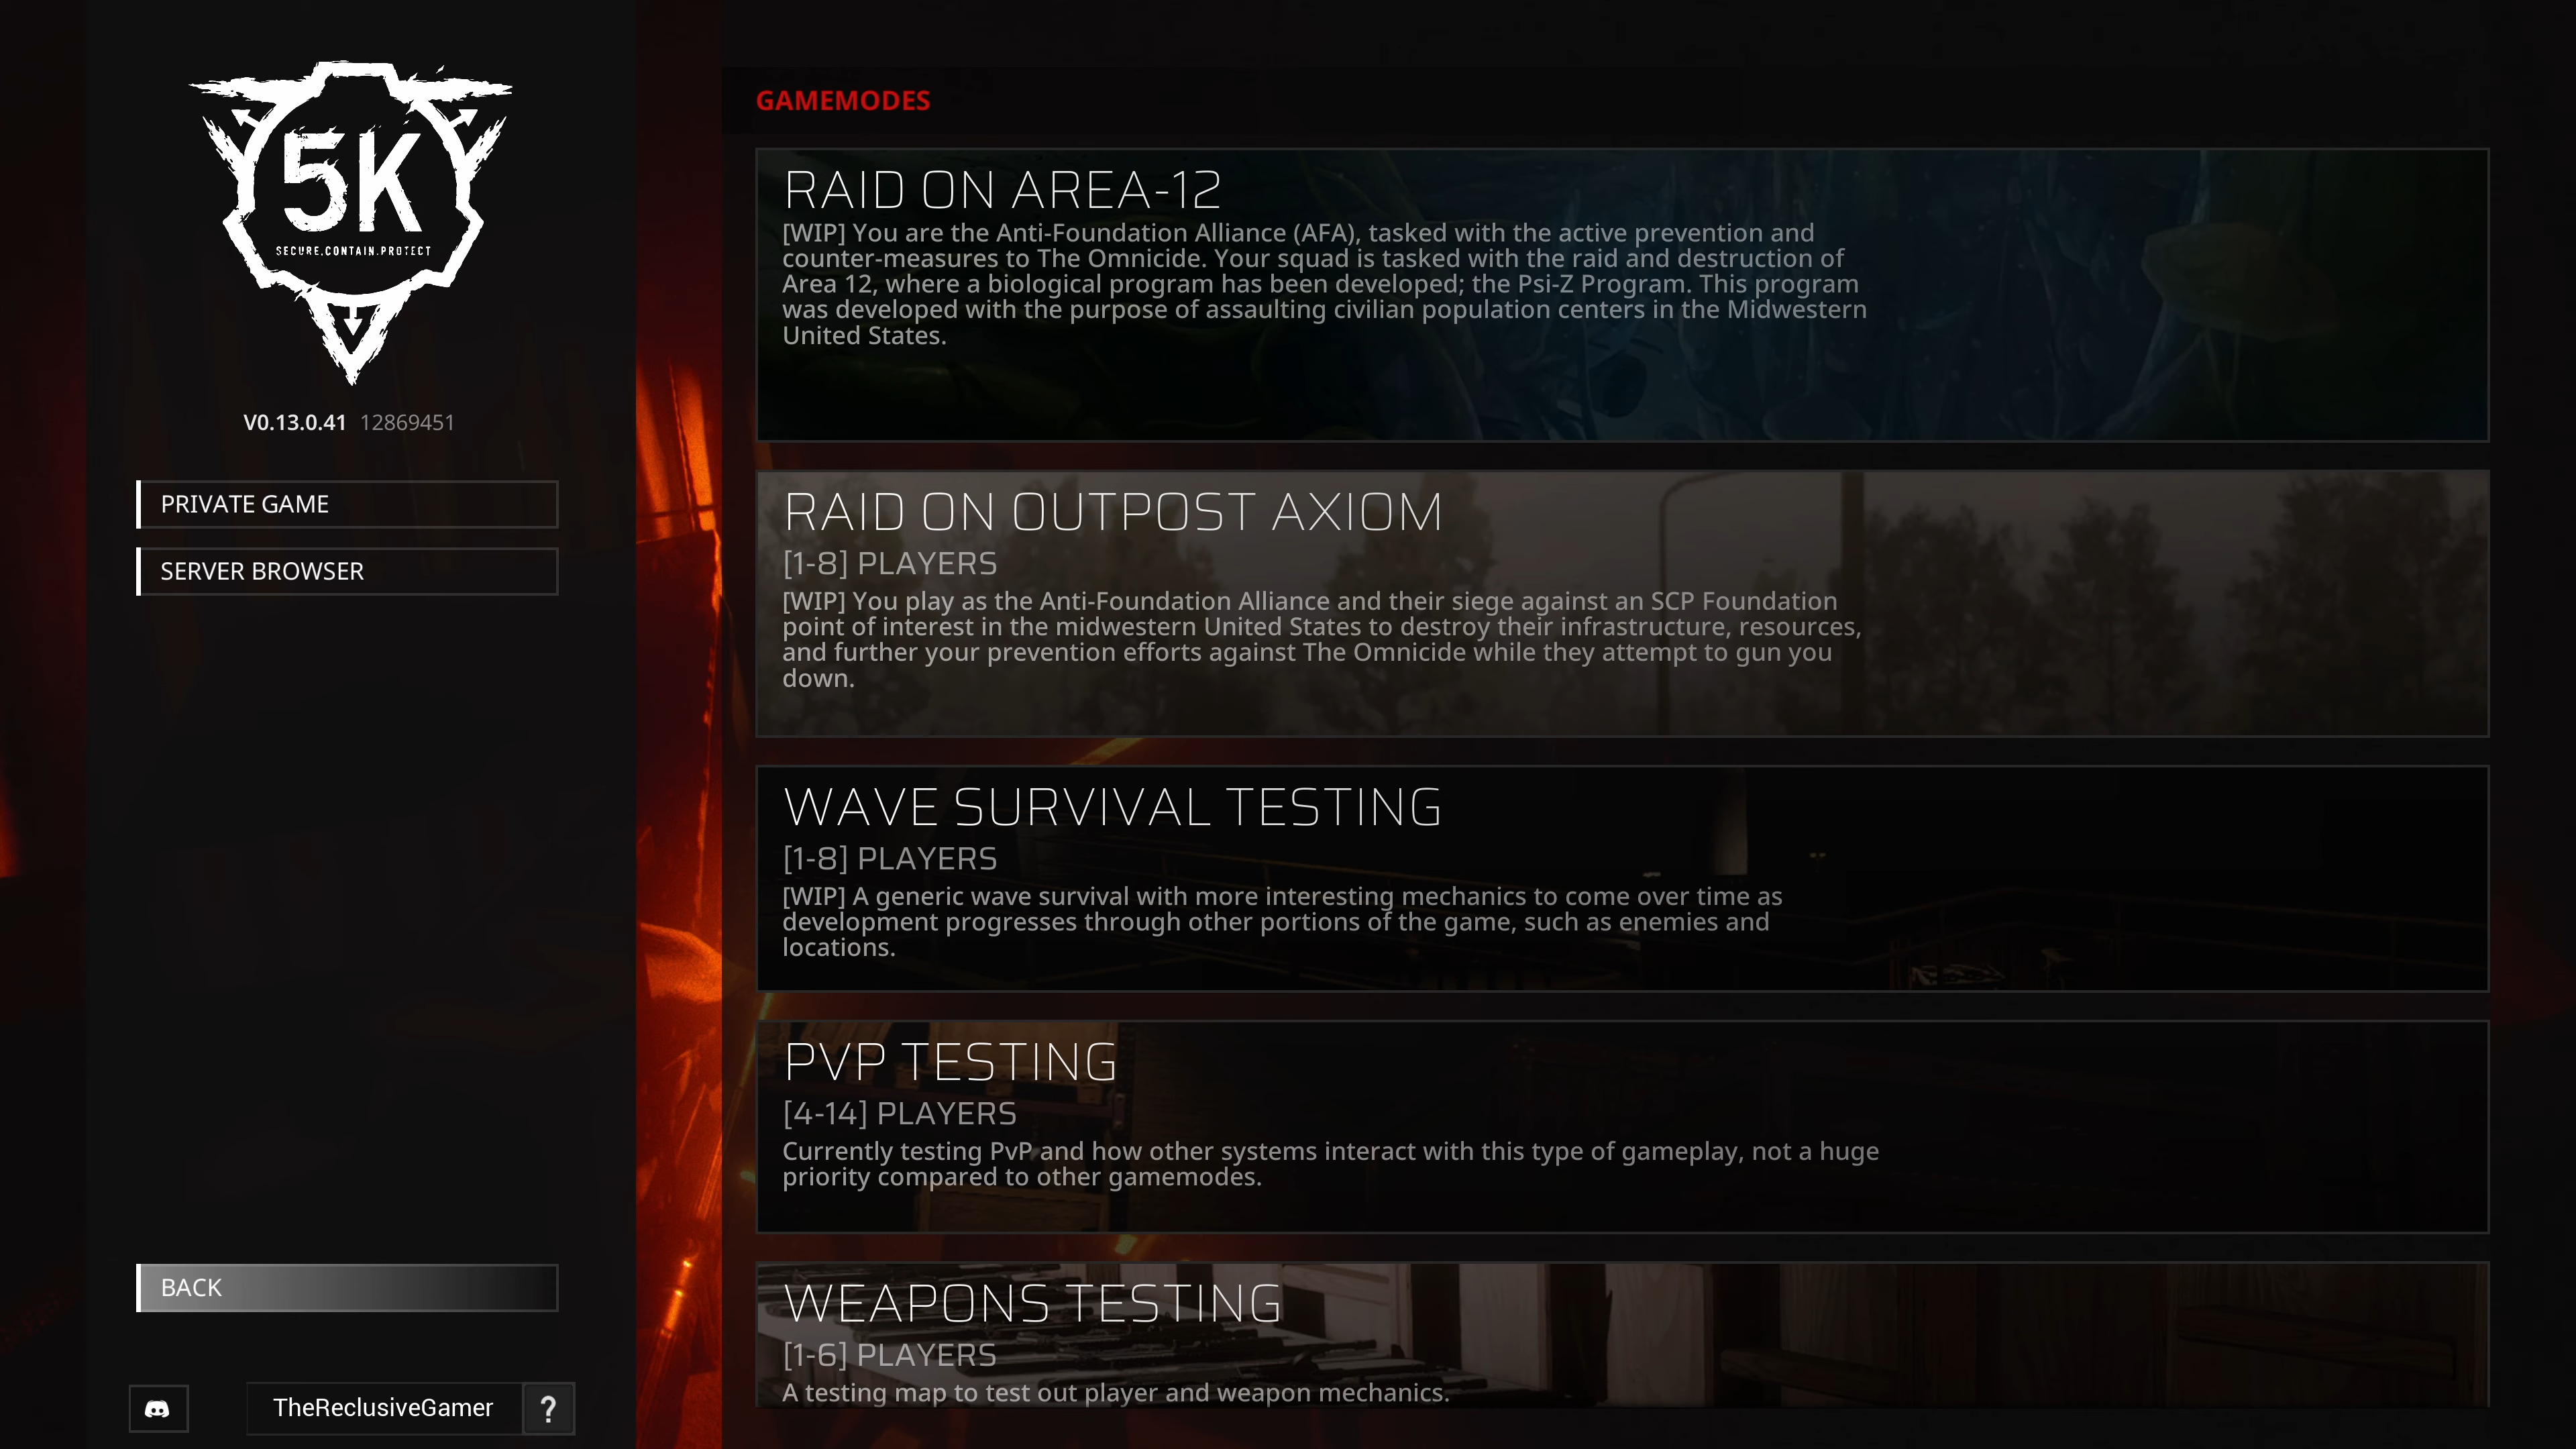 5K
SECURE.CONTAIN.PROTECT
V0.13.0.41 12869451
PRIVATE GAME
SERVER BROWSER
BACK
TheReclusiveGamer ?
GAMEMODES
RAID ON AREA-12
[WIP] You are the Anti-Foundation Alliance (AFA), tasked with the active prevention and
counter-measures to The Omnicide. Your squad is tasked with the raid and destruction of
Area 12, where a biological program has been developed; the Psi-Z Program. This program
was developed with the purpose of assaulting civilian population centers in the Midwestern
United States.
RAID ON OUTPOST AXIOM
[1-8] PLAYERS
[WIP] You play as the Anti-Foundation Alliance and their siege against an SCP Foundation
point of interest in the midwestern United States to destroy their infrastructure, resources,
and further your prevention efforts against The Omnicide while they attempt to gun you
down.
WAVE SURVIVAL TESTING
[1-8] PLAYERS
[WIP] A generic wave survival with more interesting mechanics to come over time as
development progresses through other portions of the game, such as enemies and
locations.
PVP TESTING
[4-14] PLAYERS
Currently testing PvP and how other systems interact with this type of gameplay, not a huge
priority compared to other gamemodes.
WEAPONS TESTING
[1-6] PLAYERS
A testing map to test out player and weapon mechanics.